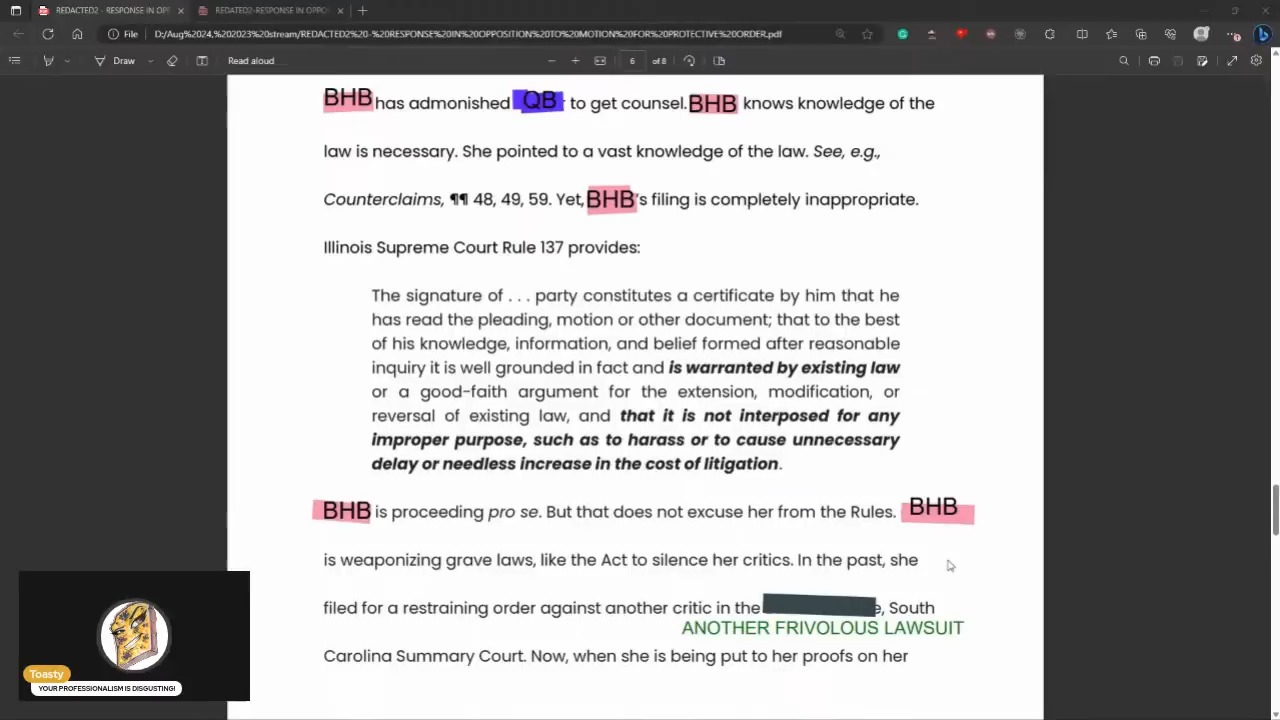 REDACTED2 - RESPONSE IN OPP
REDATED2-RESPONSE IN OPPO
File
D:/Aug%2024,%202023%20stream/REDACTED2%20-%20RESPONSE%20IN%20OPPOSITION%20TO%20MOTION%20FOR%20PROTECTIVE%20ORDER.pdf
Draw
Read aloud
6 of 8
BHB has admonished QB to get counsel. BHB knows knowledge of the
law is necessary. She pointed to a vast knowledge of the law. See, e.g.,
Counterclaims, ¶¶ 48, 49, 59. Yet, BHB's filing is completely inappropriate.
Illinois Supreme Court Rule 137 provides:
The signature of . . . party constitutes a certificate by him that he
has read the pleading, motion or other document; that to the best
of his knowledge, information, and belief formed after reasonable
inquiry it is well grounded in fact and is warranted by existing law
or a good-faith argument for the extension, modification, or
reversal of existing law, and that it is not interposed for any
improper purpose, such as to harass or to cause unnecessary
delay or needless increase in the cost of litigation.
BHB is proceeding pro se. But that does not excuse her from the Rules. BHB
is weaponizing grave laws, like the Act to silence her critics. In the past, she
filed for a restraining order against another critic in the e, South
ANOTHER FRIVOLOUS LAWSUIT
Carolina Summary Court. Now, when she is being put to her proofs on her
Toasty
YOUR PROFESSIONALISM IS DISGUSTING!